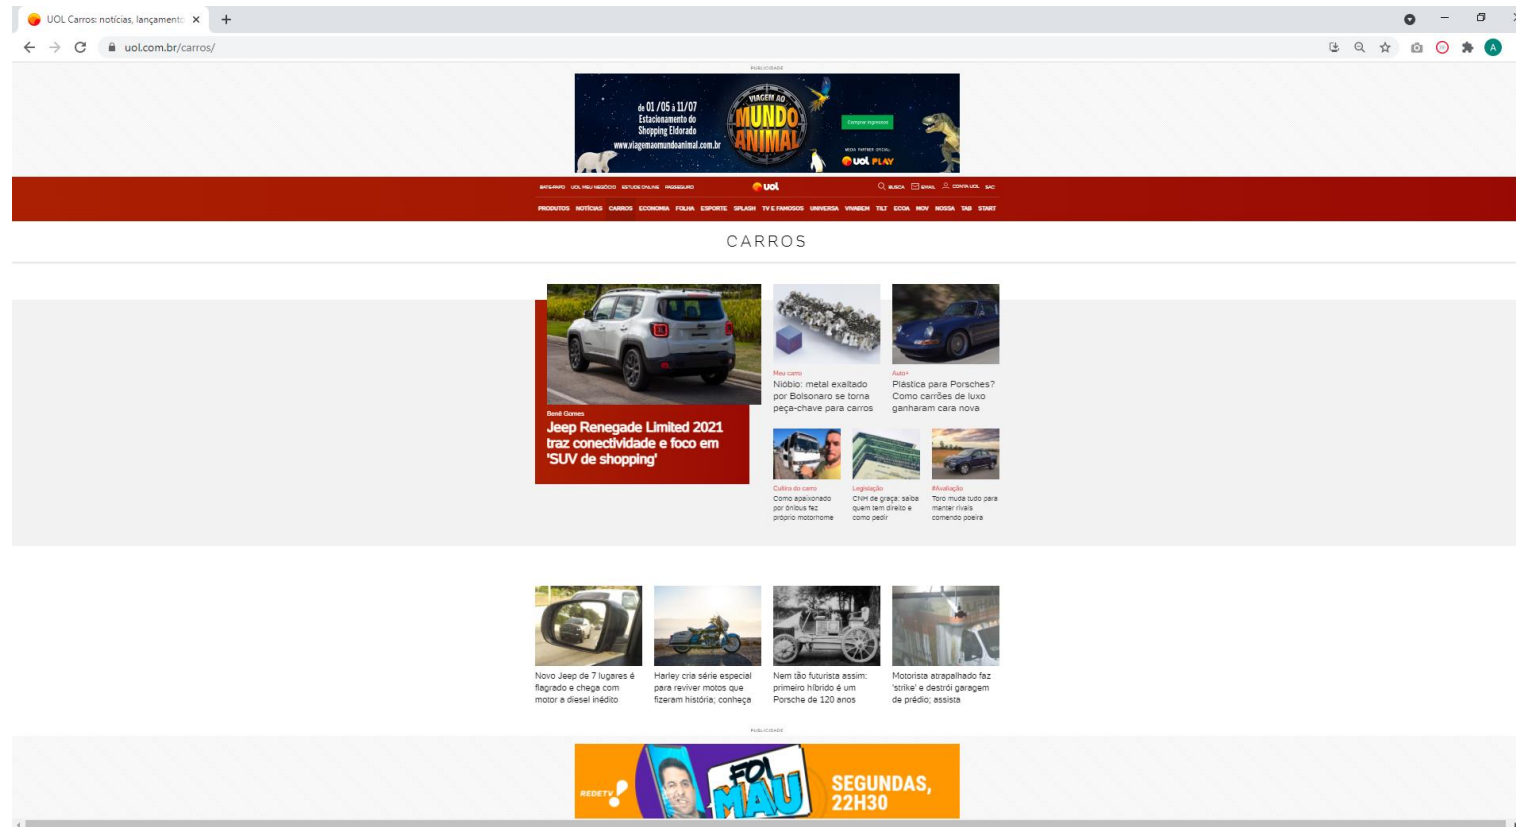 UOL Carros: notícias, lançamento
uol.com.br/carros/
A
PUBLICIDADE
de 01 /05 à 11/07
Estacionamento do
Shopping Eldorado
www.viagemaomundoanimal.com.br
VIAGEM AO
MUNDO
ANIMAL
Comprar ingressos
MEDIA PARTNER OFICIAL:
UOL PLAY
BATE-PAPO UOL MEU NEGÓCIO ESTUDE ONLINE PAGSEGURO
UOL
BUSCA EMAIL CONTA UOL SAC
PRODUTOS NOTÍCIAS CARROS ECONOMIA FOLHA ESPORTE SPLASH TV E FAMOSOS UNIVERSA VIVABEM TILT ECOA MOV NOSSA TAB START
CARROS
Benê Gomes
Jeep Renegade Limited 2021
traz conectividade e foco em
'SUV de shopping'
Meu carro
Nióbio: metal exaltado
por Bolsonaro se torna
peça-chave para carros
Auto+
Plástica para Porsches?
Como carrões de luxo
ganharam cara nova
Cultura do carro
Como apaixonado
por ônibus fez
próprio motorhome
Legislação
CNH de graça: saiba
quem tem direito e
como pedir
#Avaliação
Toro muda tudo para
manter rivais
comendo poeira
Novo Jeep de 7 lugares é
flagrado e chega com
motor a diesel inédito
Harley cria série especial
para reviver motos que
fizeram história; conheça
Nem tão futurista assim:
primeiro híbrido é um
Porsche de 120 anos
Motorista atrapalhado faz
'strike' e destrói garagem
de prédio; assista
PUBLICIDADE
REDETV
FOI
MAU
SEGUNDAS,
22H30